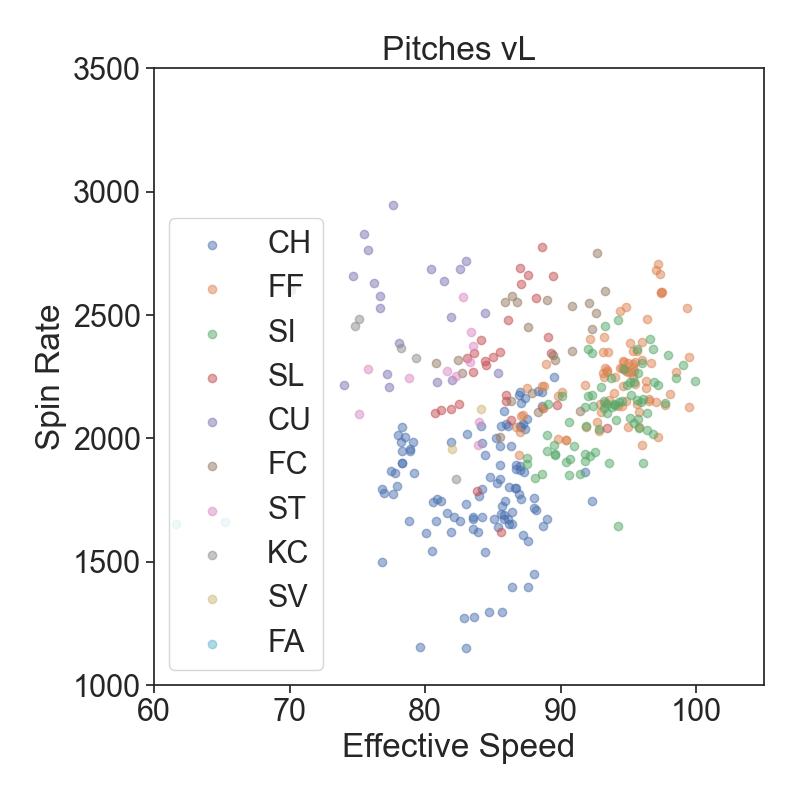 Pitches vL
3500
3000
2500
2000
1500
1000
Spin Rate
CH
FF
SI
SL
CU
FC
ST
KC
SV
FA
60 70 80 90 100
Effective Speed